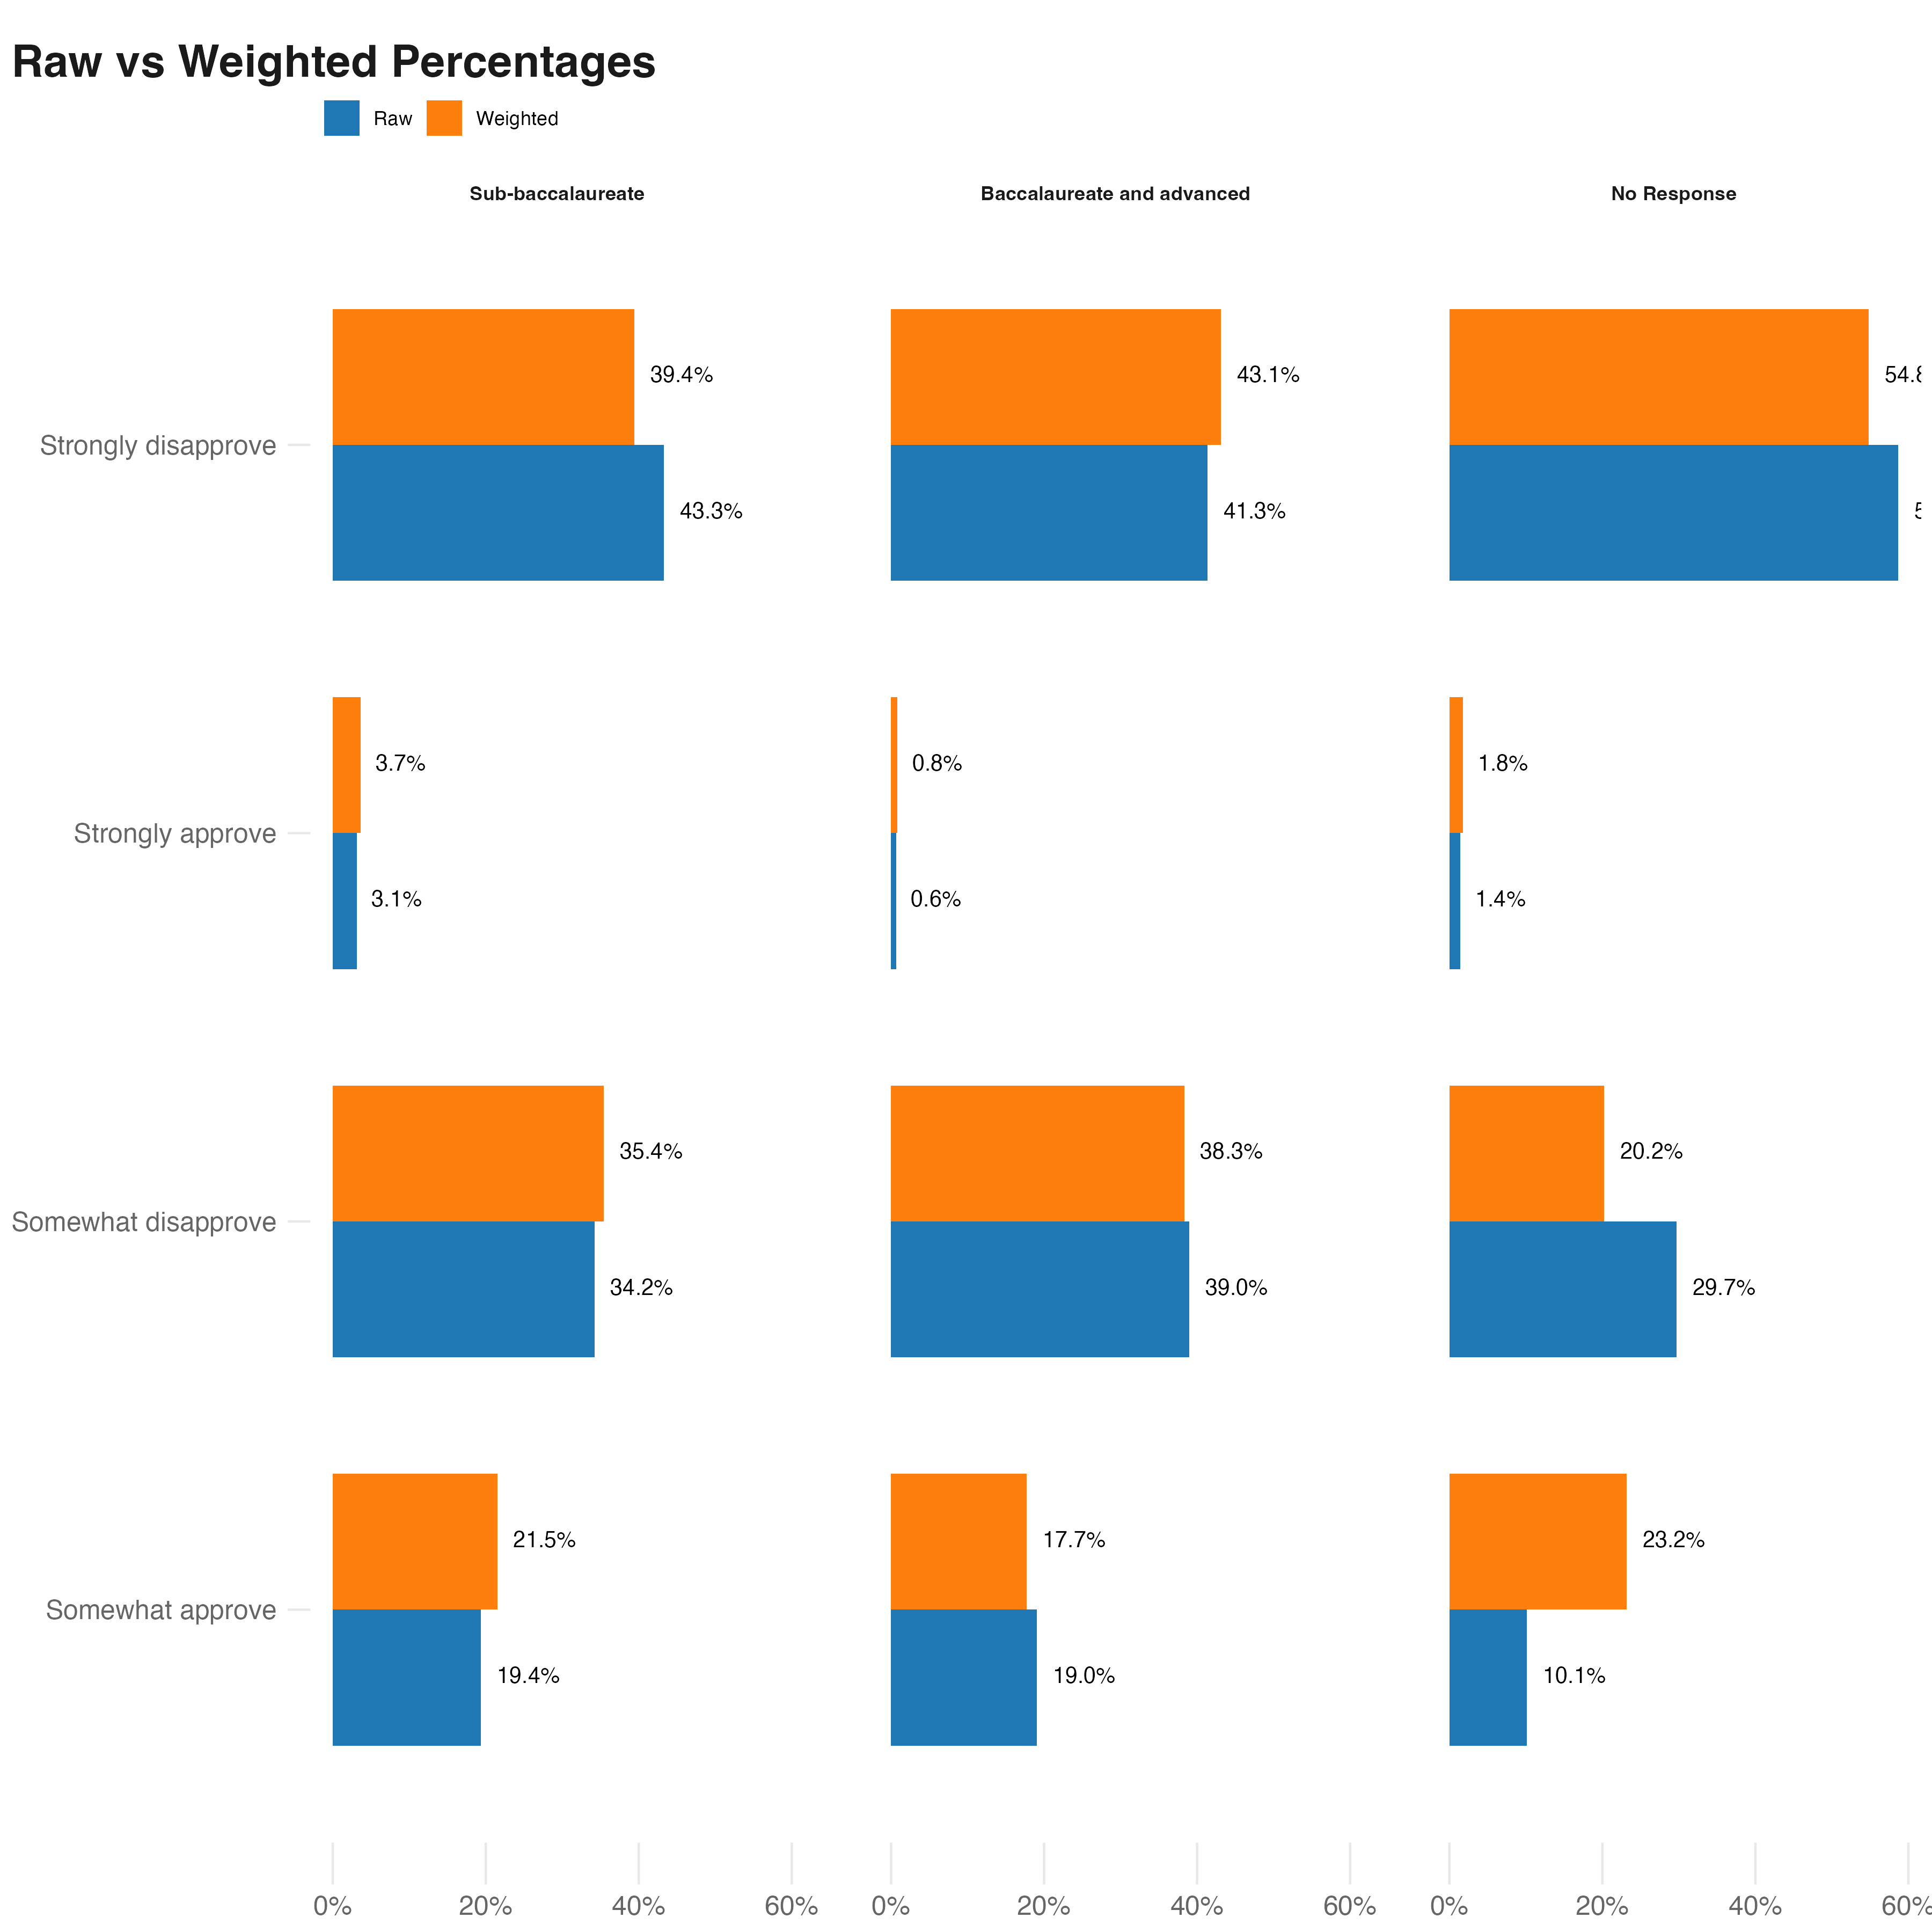 Raw vs Weighted Percentages
Raw Weighted
Sub-baccalaureate Baccalaureate and advanced No Response
39.4% 43.1%
Strongly disapprove
43.3% 41.3%
3.7% 0.8% 1.8%
Strongly approve
3.1% 0.6% 1.4%
35.4% 38.3% 20.2%
Somewhat disapprove
34.2% 39.0% 29.7%
21.5% 17.7% 23.2%
Somewhat approve
19.4% 19.0% 10.1%
0% 20% 40% 60% 0% 20% 40% 60% 0% 20% 40% 60%